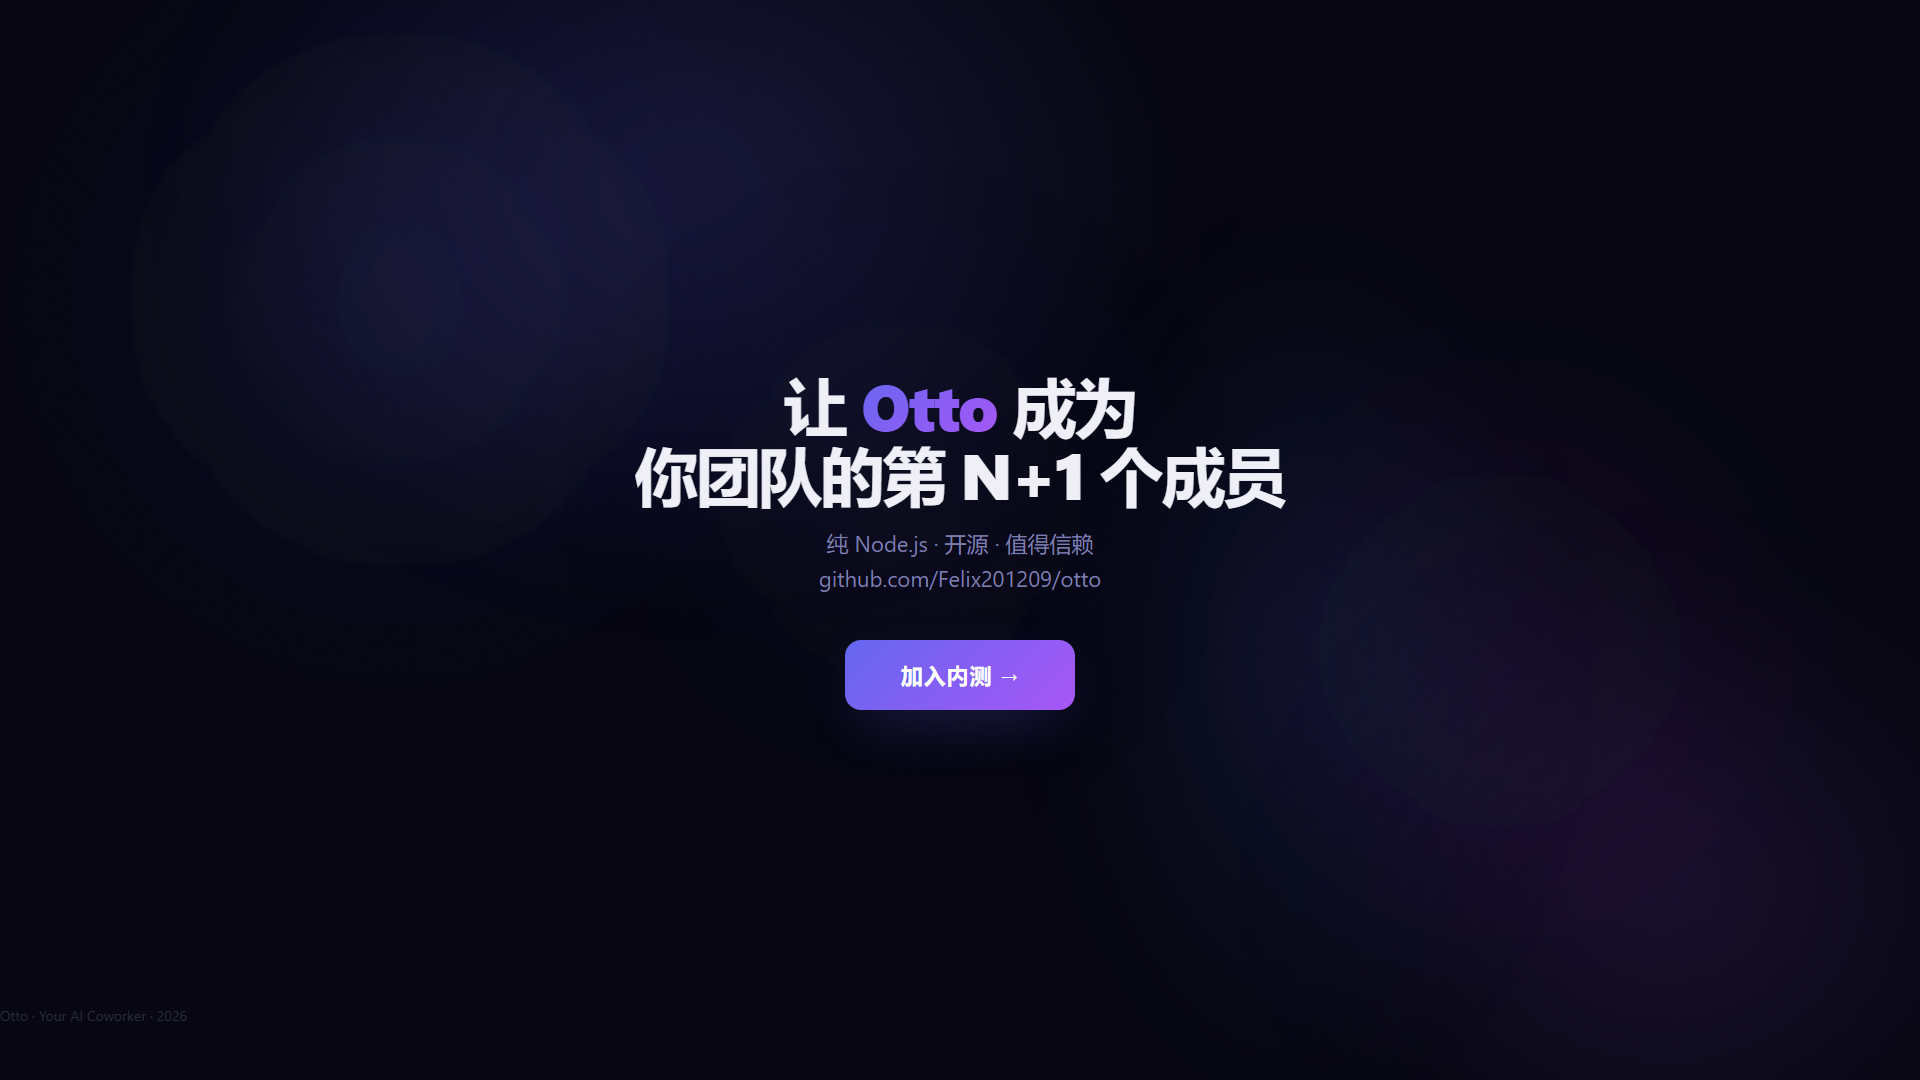 让 Otto 成为
你团队的第 N+1 个成员
纯 Node.js · 开源 · 值得信赖
github.com/Felix201209/otto
加入内测 →
Otto · Your AI Coworker · 2026